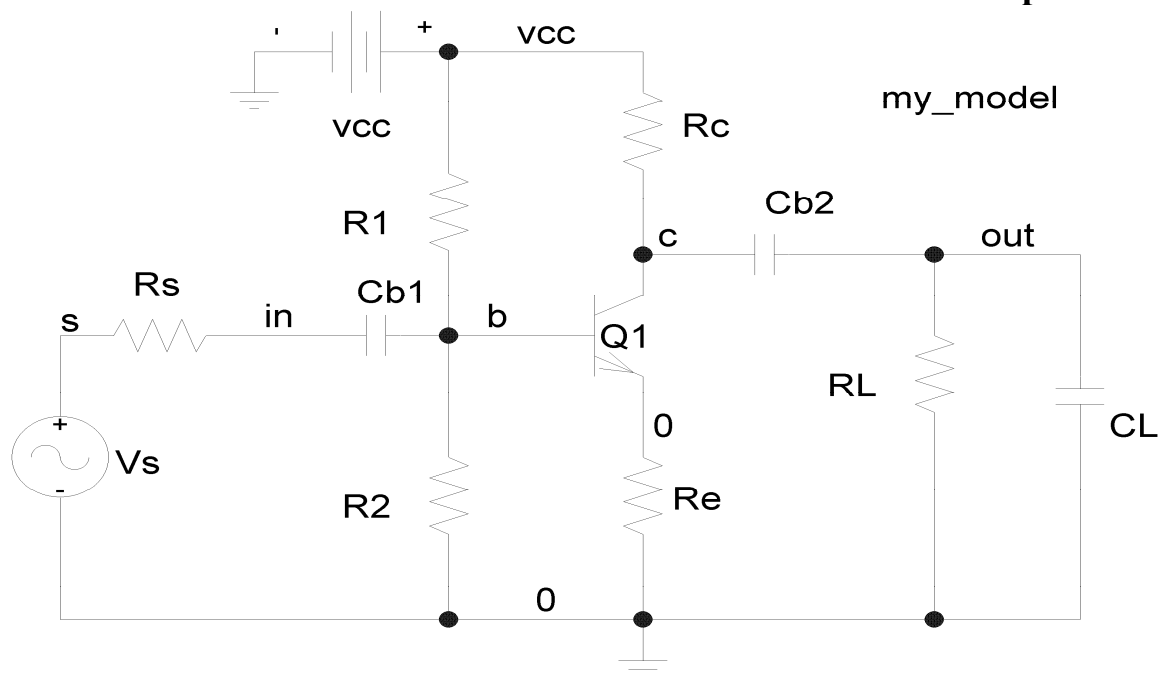 - + vcc
vcc
my_model
Rc
R1
Cb2
c
out
Rs
Cb1
s
in
b
Q1
RL
CL
0
+
Vs
-
R2
Re
0